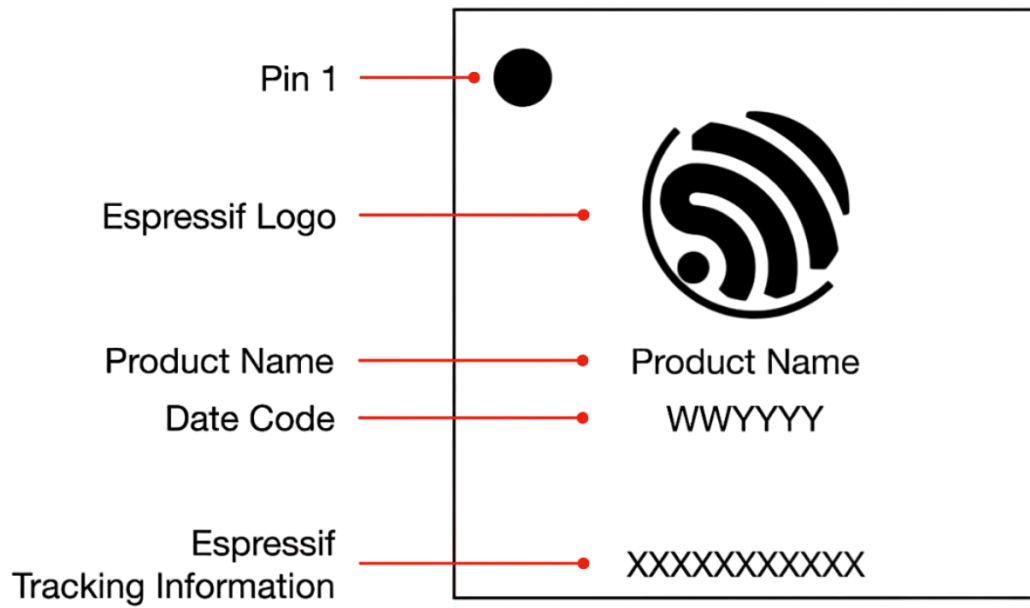 Pin 1
Espressif Logo
Product Name
Product Name
Date Code
WWYYYY
Espressif
Tracking Information
XXXXXXXXXXX